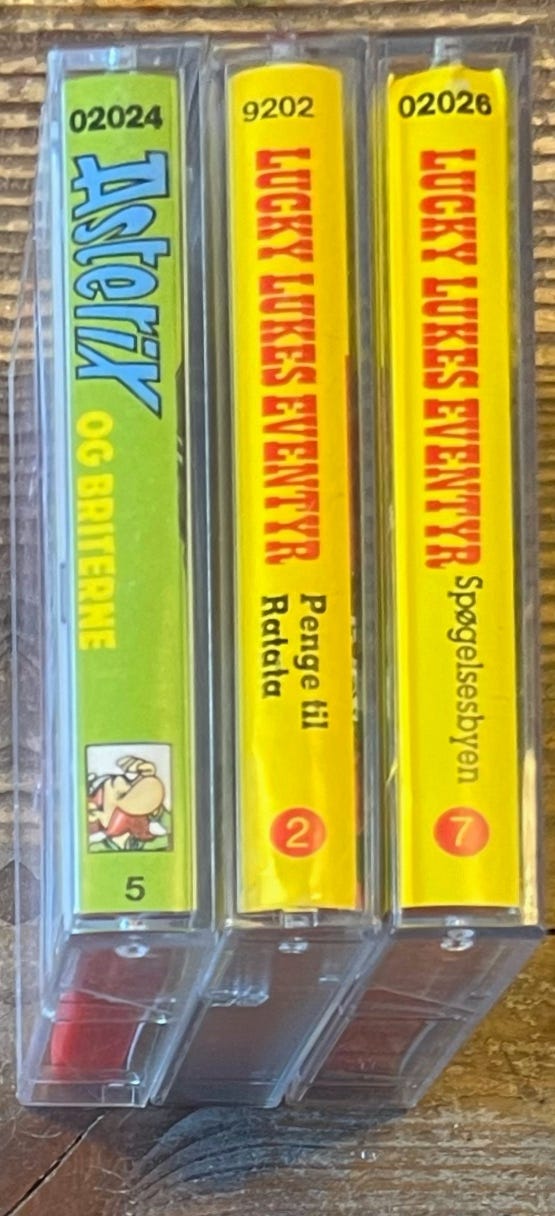 02024
Asterix
OG BRITERNE
5
9202
LUCKY LUKES EVENTYR
Penge til
Ratata
2
02026
LUCKY LUKES EVENTYR
Spøgelsesbyen
7